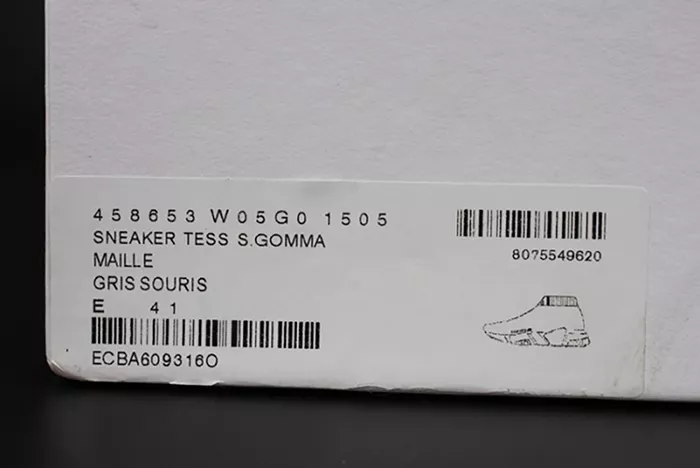 458653 W05G0 1505
SNEAKER TESS S.GOMMA
MAILLE
GRIS SOURIS
E 41
ECBA609316O
8075549620